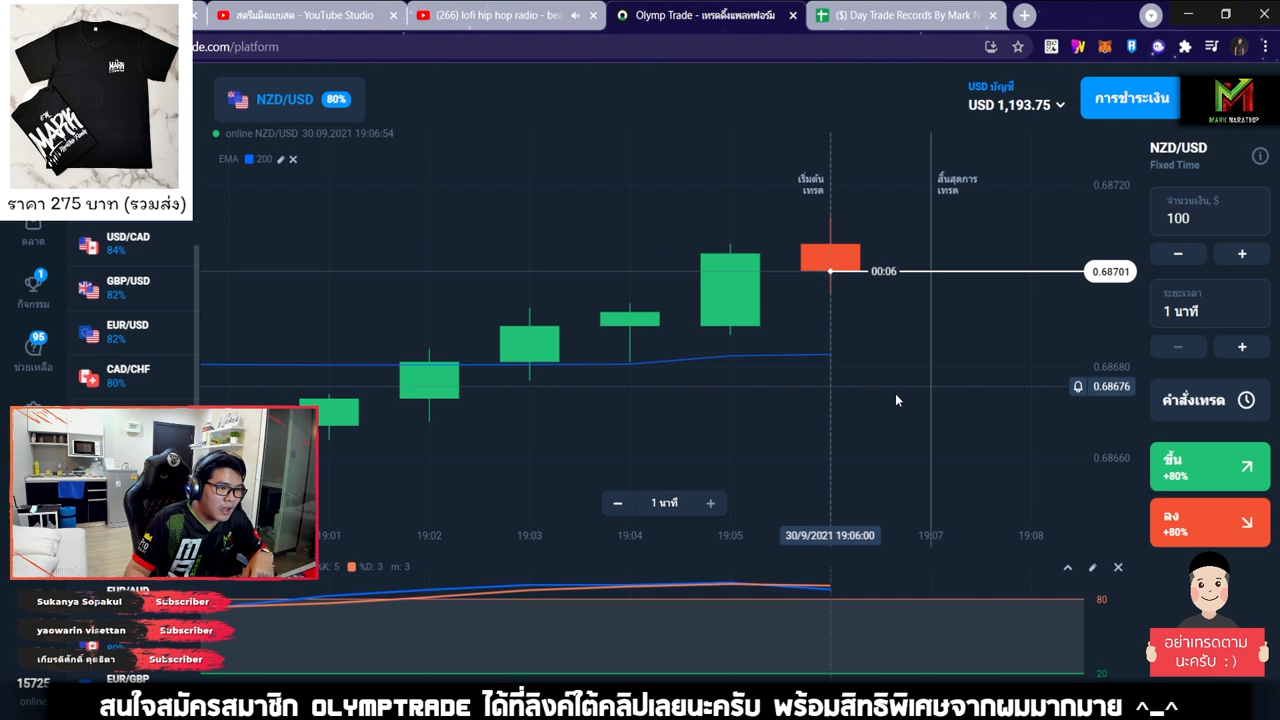 สตรีมมิงแบบสด - YouTube Studio
(266) lofi hip hop radio - bea
Olymp Trade - เทรดดิ้งแพลทฟอร์ม
($) Day Trade Records By Mark N
de.com/platform
ราคา 275 บาท (รวมส่ง)
NZD/USD 80%
USD บัญชี
USD 1,193.75
การชำระเงิน
MARK NARATHIP
online NZD/USD 30.09.2021 19:06:54
EMA 200
เริ่มต้น
เทรด
สิ้นสุดการ
เทรด
0.68720
00:06
0.68701
0.68680
0.68676
0.68660
ตลาด
1
กิจกรรม
95
ช่วยเหลือ
USD/CAD
84%
GBP/USD
82%
EUR/USD
82%
CAD/CHF
80%
NZD/USD
Fixed Time
จำนวนเงิน, $
100
ระยะเวลา
1 นาที
คำสั่งเทรด
ขึ้น
+80%
ลง
+80%
1 นาที
19:01
19:02
19:03
19:04
19:05
30/9/2021 19:06:00
19:07
19:08
%K: 5 %D: 3 m: 3
80
20
EUR/AUD
Sukanya Sopakul Subscriber
yaowarin visettan Subscriber
80%
เกียรติศักดิ์ คุตธิดา Subscriber
EUR/GBP
15725
online
อย่าเทรดตาม
นะครับ :)
สนใจสมัครสมาชิก OLYMPTRADE ได้ที่ลิงค์ใต้คลิปเลยนะครับ พร้อมสิทธิพิเศษจากผมมากมาย ^_^